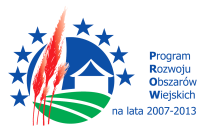 Program
Rozwoju
Obszarów
Wiejskich
na lata 2007-2013